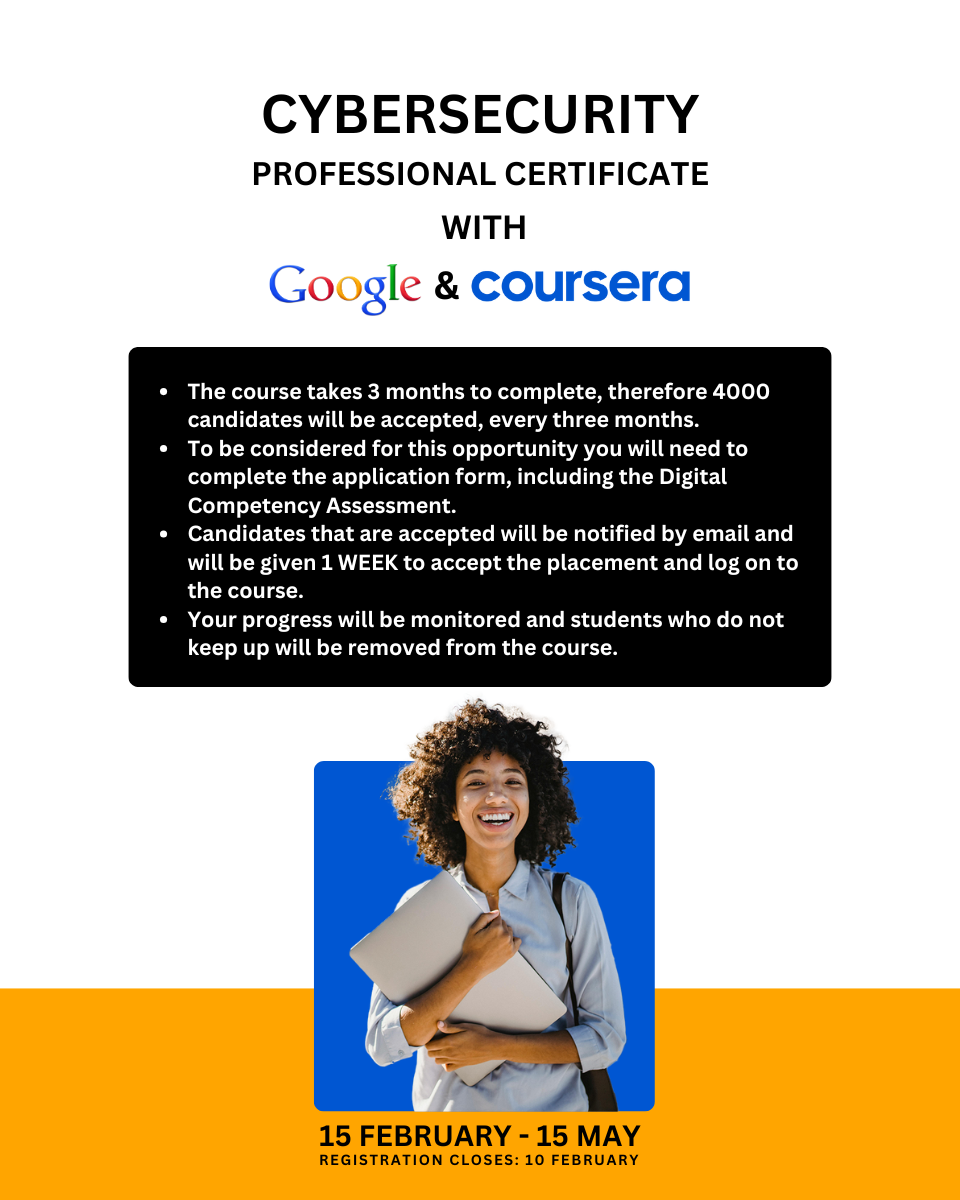 CYBERSECURITY
PROFESSIONAL CERTIFICATE
WITH
Google & coursera
• The course takes 3 months to complete, therefore 4000
candidates will be accepted, every three months.
• To be considered for this opportunity you will need to
complete the application form, including the Digital
Competency Assessment.
• Candidates that are accepted will be notified by email and
will be given 1 WEEK to accept the placement and log on to
the course.
• Your progress will be monitored and students who do not
keep up will be removed from the course.
15 FEBRUARY - 15 MAY
REGISTRATION CLOSES: 10 FEBRUARY